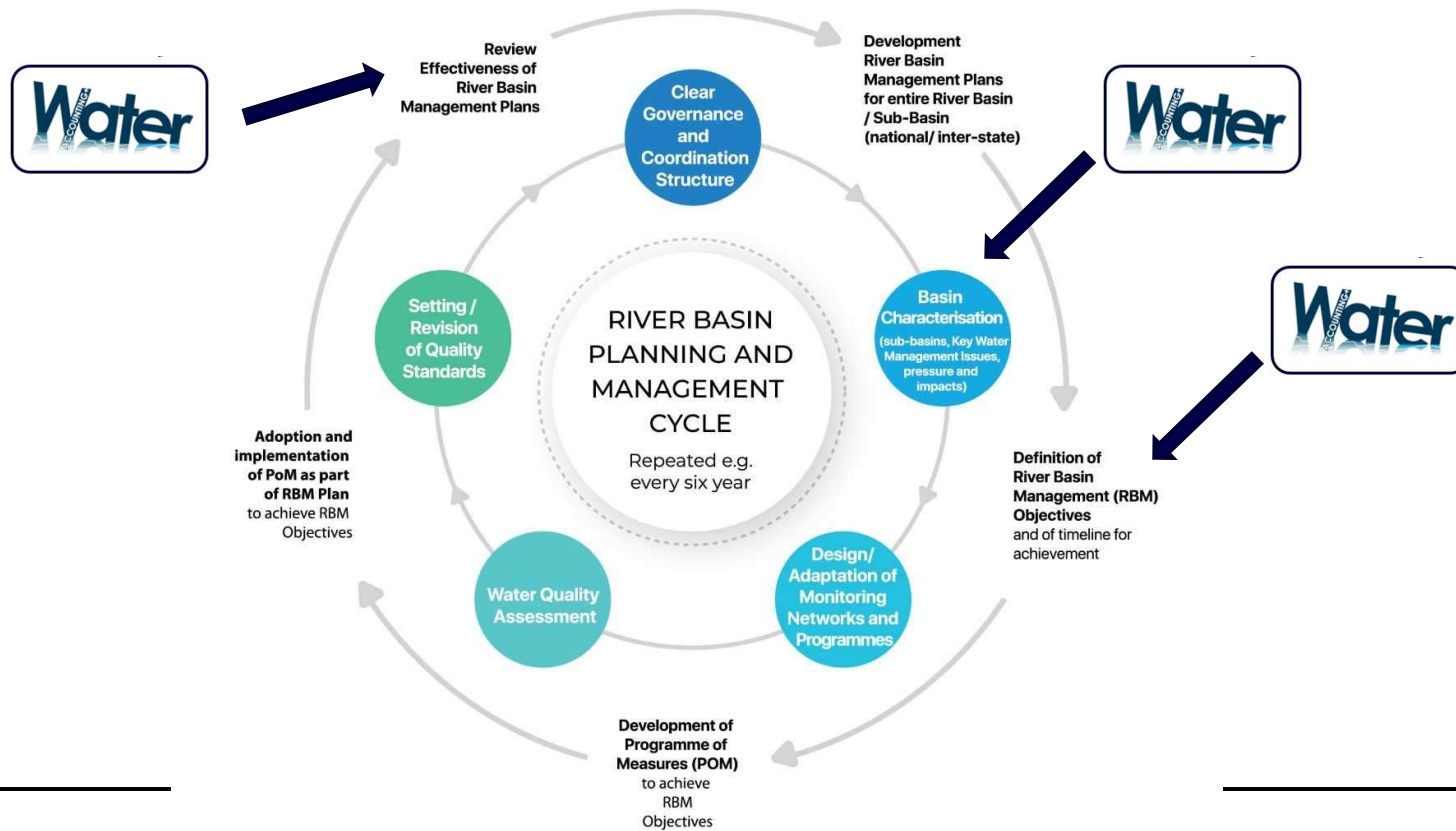 Review
Effectiveness of
River Basin
Management Plans
Development
River Basin
Management Plans
for entire River Basin
/ Sub-Basin
(national/ inter-state)
Water
ACCOUNTING+
Water
ACCOUNTING+
Water
ACCOUNTING+
Clear
Governance
and
Coordination
Structure
Basin
Characterisation
(sub-basins, Key Water
Management Issues,
pressure and
impacts)
Setting /
Revision
of Quality
Standards
RIVER BASIN
PLANNING AND
MANAGEMENT
CYCLE
Repeated e.g.
every six year
Adoption and
implementation
of PoM as part
of RBM Plan
to achieve RBM
Objectives
Definition of
River Basin
Management (RBM)
Objectives
and of timeline for
achievement
Water Quality
Assessment
Design/
Adaptation of
Monitoring
Networks and
Programmes
Development of
Programme of
Measures (POM)
to achieve
RBM
Objectives